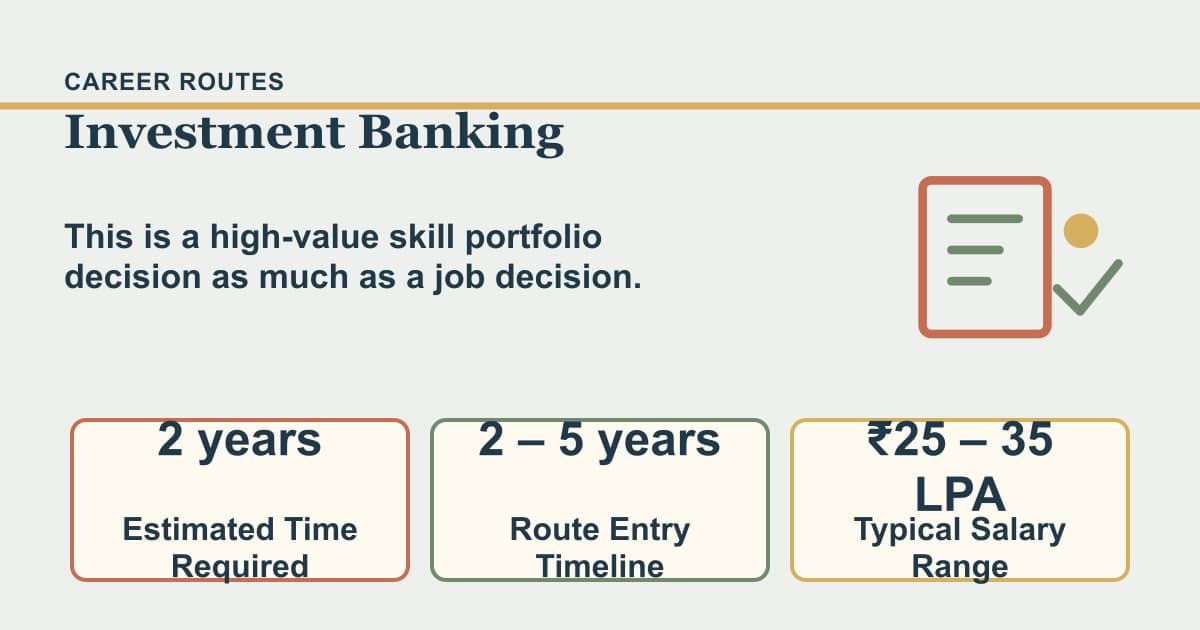 CAREER ROUTES
Investment Banking
This is a high-value skill portfolio
decision as much as a job decision.
2 years
Estimated Time
Required
2 – 5 years
Route Entry
Timeline
₹25 – 35
LPA
Typical Salary
Range